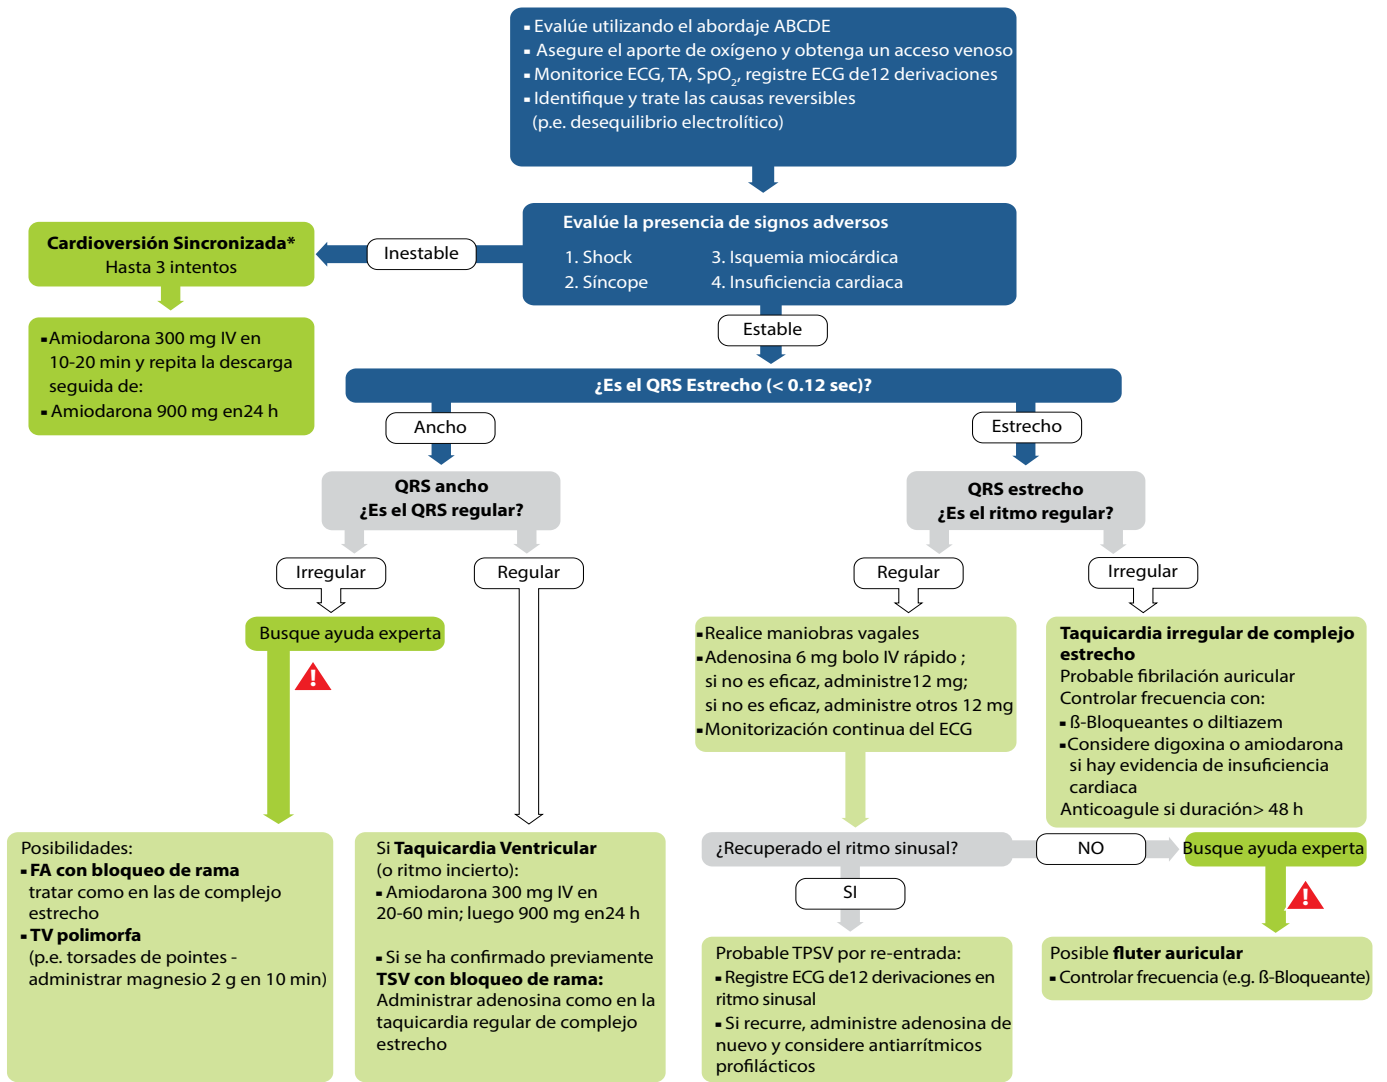 ▪ Evalúe utilizando el abordaje ABCDE
▪ Asegure el aporte de oxígeno y obtenga un acceso venoso
▪ Monitorice ECG, TA, SpO2, registre ECG de12 derivaciones
▪ Identifique y trate las causas reversibles
(p.e. desequilibrio electrolítico)
Evalúe la presencia de signos adversos
1. Shock 3. Isquemia miocárdica
2. Síncope 4. Insuficiencia cardiaca
Inestable
Cardioversión Sincronizada*
Hasta 3 intentos
▪Amiodarona 300 mg IV en
10-20 min y repita la descarga
seguida de:
▪ Amiodarona 900 mg en24 h
Estable
¿Es el QRS Estrecho (< 0.12 sec)?
Ancho
Estrecho
QRS ancho
¿Es el QRS regular?
QRS estrecho
¿Es el ritmo regular?
Irregular
Regular
Regular
Irregular
Busque ayuda experta
!
Posibilidades:
▪ FA con bloqueo de rama
tratar como en las de complejo
estrecho
▪ TV polimorfa
(p.e. torsades de pointes -
administrar magnesio 2 g en 10 min)
Si Taquicardia Ventricular
(o ritmo incierto):
▪ Amiodarona 300 mg IV en
20-60 min; luego 900 mg en24 h
▪ Si se ha confirmado previamente
TSV con bloqueo de rama:
Administrar adenosina como en la
taquicardia regular de complejo
estrecho
▪Realice maniobras vagales
▪Adenosina 6 mg bolo IV rápido ;
si no es eficaz, administre12 mg;
si no es eficaz, administre otros 12 mg
▪Monitorización continua del ECG
Taquicardia irregular de complejo
estrecho
Probable fibrilación auricular
Controlar frecuencia con:
▪ ß-Bloqueantes o diltiazem
▪Considere digoxina o amiodarona
si hay evidencia de insuficiencia
cardiaca
Anticoagule si duración> 48 h
¿Recuperado el ritmo sinusal?
NO
Busque ayuda experta
!
SI
Probable TPSV por re-entrada:
▪ Registre ECG de12 derivaciones en
ritmo sinusal
▪ Si recurre, administre adenosina de
nuevo y considere antiarrítmicos
profilácticos
Posible fluter auricular
▪ Controlar frecuencia (e.g. ß-Bloqueante)